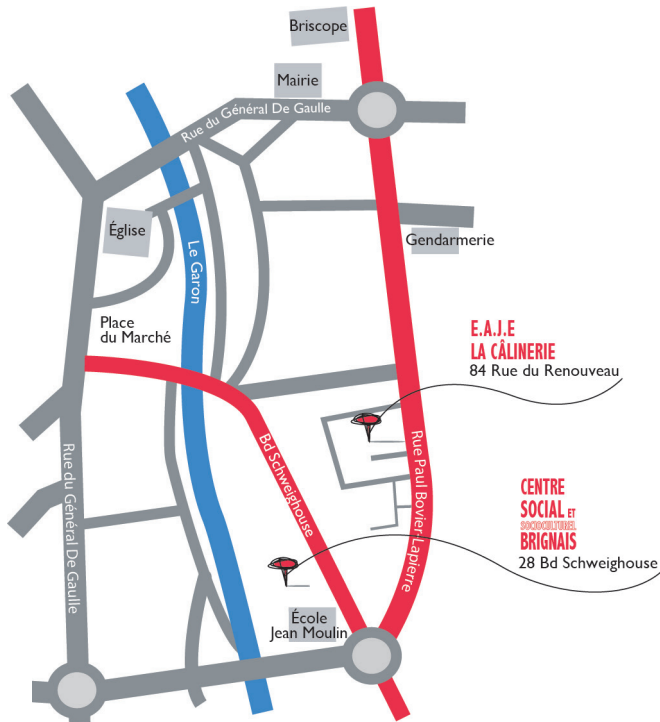 Briscope
Mairie
Rue du Général De Gaulle
Église
Le Garon
Gendarmerie
Place
du Marché
E.A.J.E
LA CÂLINERIE
84 Rue du Renouveau
Bd Schweighouse
Rue Paul Bovier-Lapierre
Rue du Général De Gaulle
CENTRE
SOCIAL ET
SOCIOCULTUREL
BRIGNAIS
28 Bd Schweighouse
École
Jean Moulin